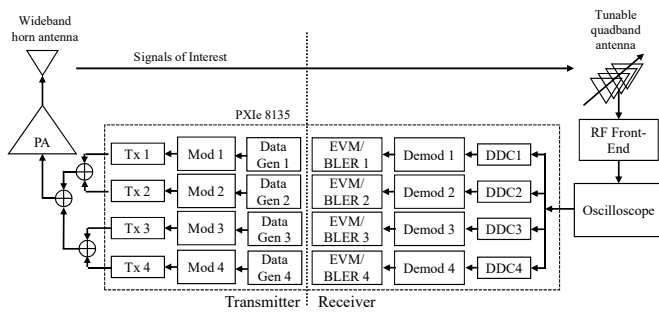 Wideband
horn antenna
Signals of Interest
Tunable
quadband
antenna
PXIe 8135
PA
RF Front-
End
Oscilloscope
Tx 1
Mod 1
Data
Gen 1
EVM/
BLER 1
Demod 1
DDC1
Tx 2
Mod 2
Data
Gen 2
EVM/
BLER 2
Demod 2
DDC2
Tx 3
Mod 3
Data
Gen 3
EVM/
BLER 3
Demod 3
DDC3
Tx 4
Mod 4
Data
Gen 4
EVM/
BLER 4
Demod 4
DDC4
Transmitter
Receiver